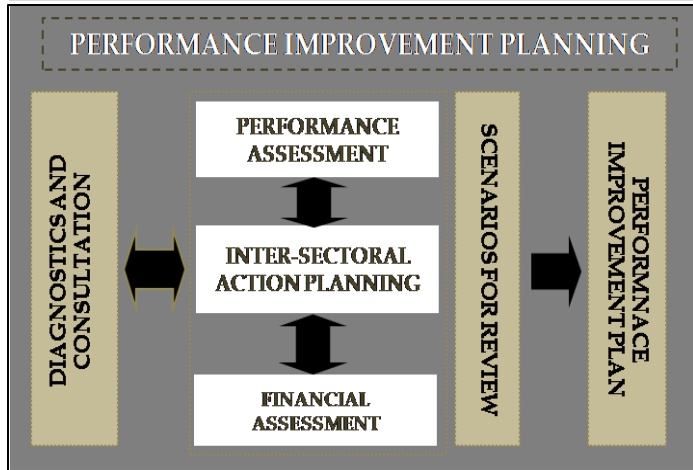 PERFORMANCE IMPROVEMENT PLANNING
DIAGNOSTICS AND
CONSULTATION
PERFORMANCE
ASSESSMENT
INTER-SECTORAL
ACTION PLANNING
FINANCIAL
ASSESSMENT
SCENARIOS FOR REVIEW
PERFORMNACE
IMPROVEMENT PLAN